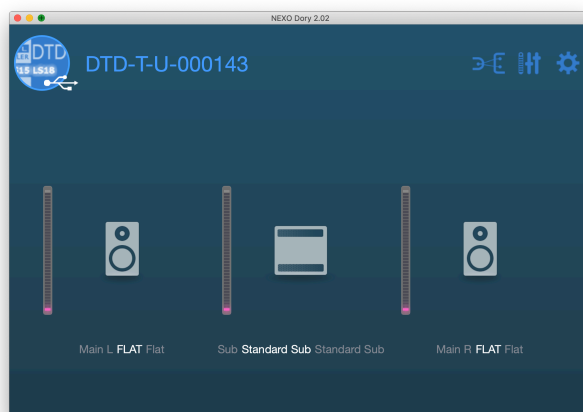 NEXO Dory 2.02
DTD
15 LS18
DTD-T-U-000143
Main L FLAT Flat
Sub Standard Sub Standard Sub
Main R FLAT Flat